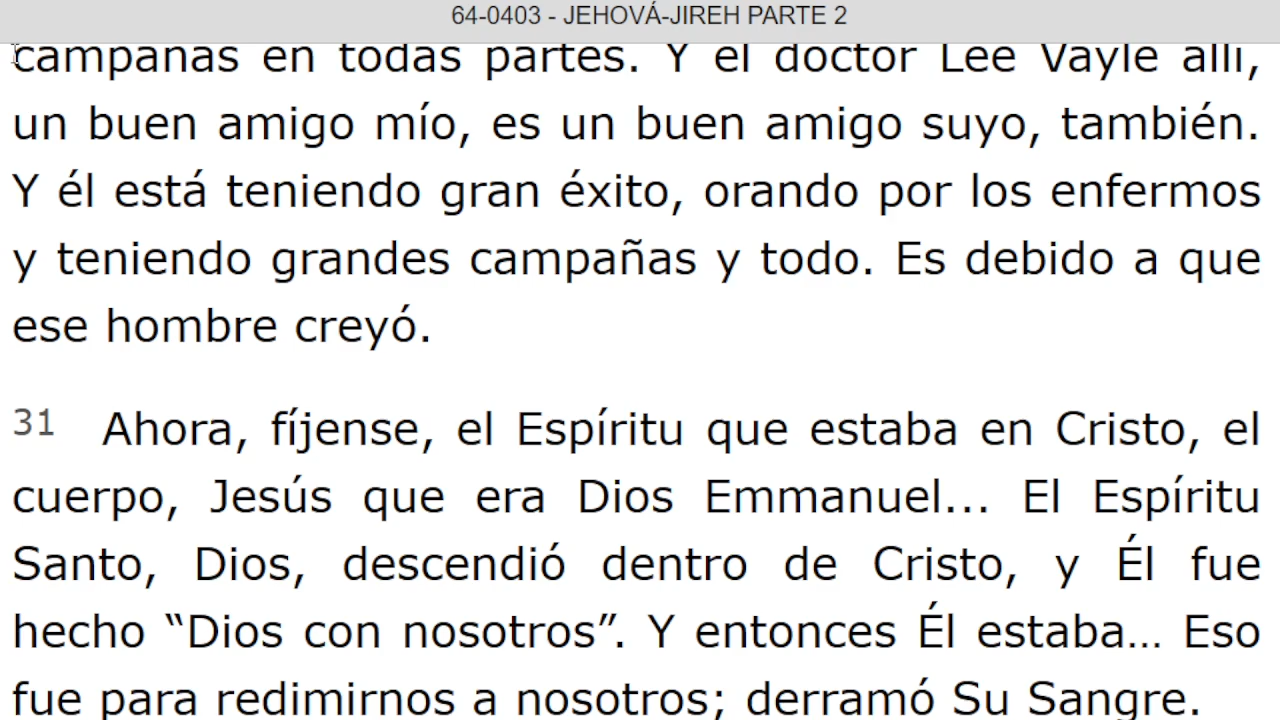 64-0403 - JEHOVÁ-JIREH PARTE 2
campañas en todas partes. Y el doctor Lee Vayle allí,
un buen amigo mío, es un buen amigo suyo, también.
Y él está teniendo gran éxito, orando por los enfermos
y teniendo grandes campañas y todo. Es debido a que
ese hombre creyó.
31 Ahora, fíjense, el Espíritu que estaba en Cristo, el
cuerpo, Jesús que era Dios Emmanuel... El Espíritu
Santo, Dios, descendió dentro de Cristo, y Él fue
hecho “Dios con nosotros”. Y entonces Él estaba... Eso
fue para redimirnos a nosotros; derramó Su Sangre.